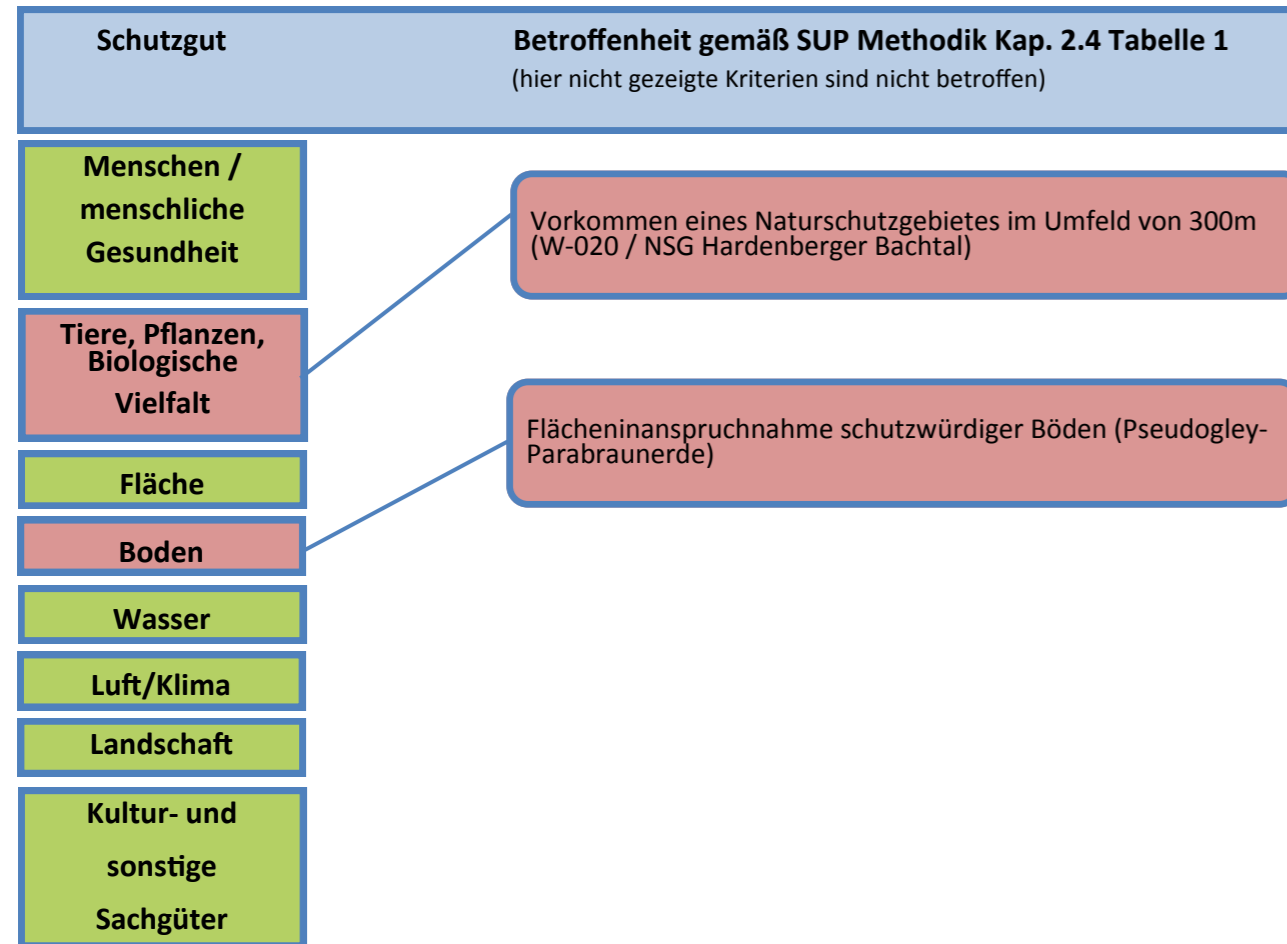 Schutzgut
Betroffenheit gemäß SUP Methodik Kap. 2.4 Tabelle 1
(hier nicht gezeigte Kriterien sind nicht betroffen)
Menschen /
menschliche
Gesundheit
Vorkommen eines Naturschutzgebietes im Umfeld von 300m
(W-020 / NSG Hardenberger Bachtal)
Tiere, Pflanzen,
Biologische
Vielfalt
Flächeninanspruchnahme schutzwürdiger Böden (Pseudogley-
Parabraunerde)
Fläche
Boden
Wasser
Luft/Klima
Landschaft
Kultur- und
sonstige
Sachgüter